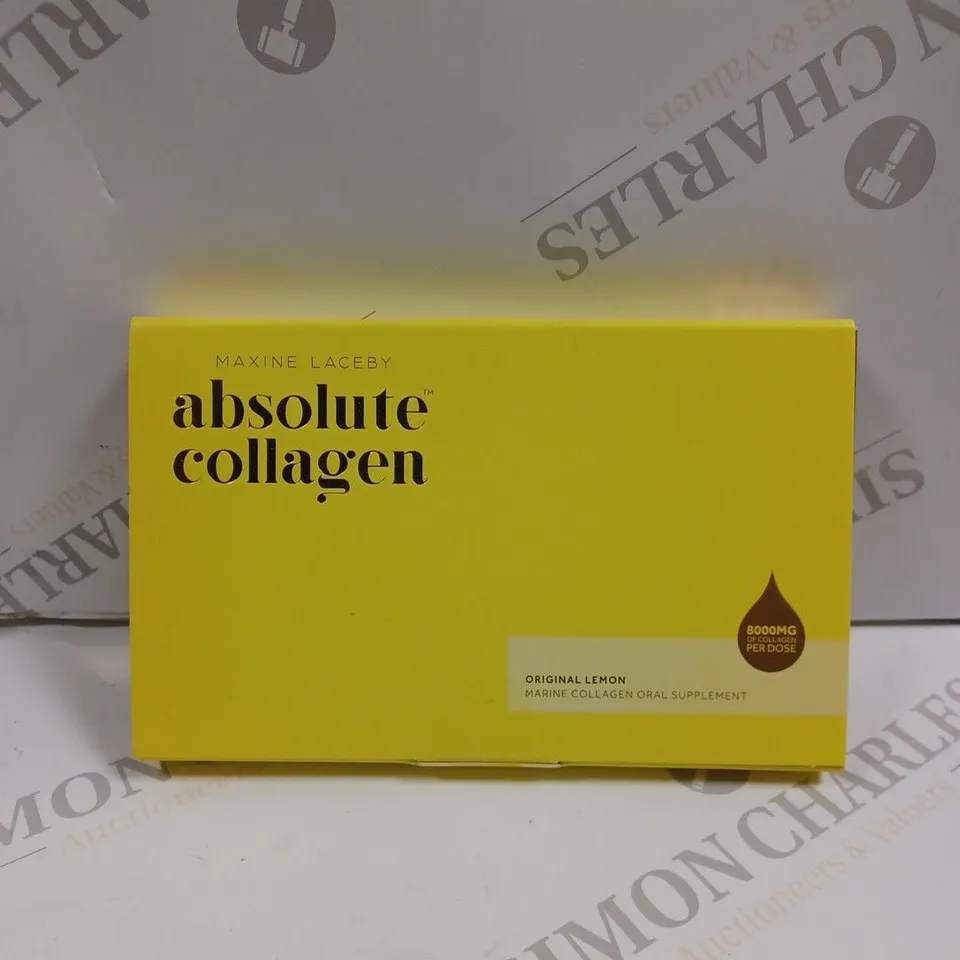 MAXINE LACEBY
absolute™
collagen
8000MG
OF COLLAGEN
PER DOSE
ORIGINAL LEMON
MARINE COLLAGEN ORAL SUPPLEMENT
SIMON CHARLES
Auctioneers & Valuers